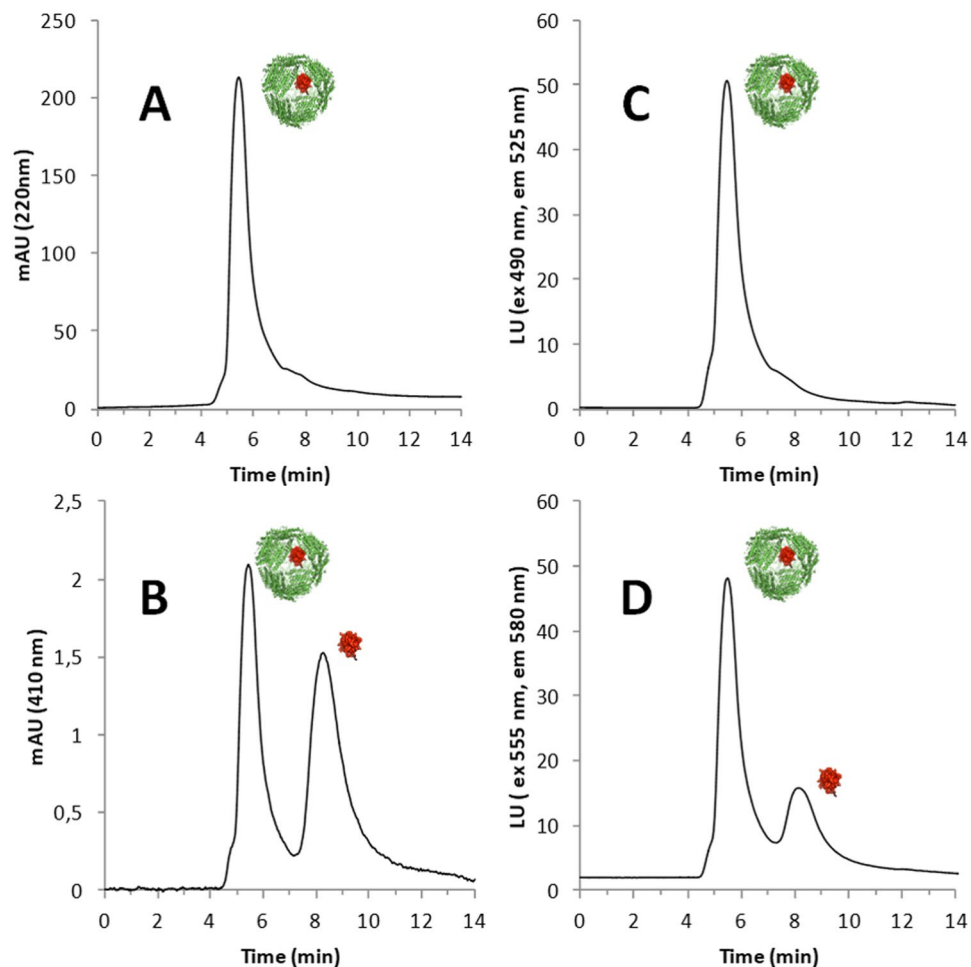 A
mAU (220nm)
250
200
150
100
50
0
0 2 4 6 8 10 12 14
Time (min)
C
LU (ex 490 nm, em 525 nm)
60
50
40
30
20
10
0
0 2 4 6 8 10 12 14
Time (min)
B
mAU (410 nm)
2,5
2
1,5
1
0,5
0
0 2 4 6 8 10 12 14
Time (min)
D
LU ( ex 555 nm, em 580 nm)
60
50
40
30
20
10
0
0 2 4 6 8 10 12 14
Time (min)